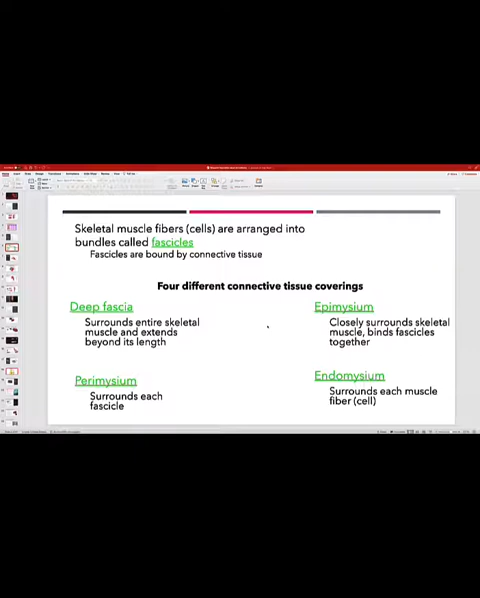 Skeletal muscle fibers (cells) are arranged into
bundles called fascicles
Fascicles are bound by connective tissue
Four different connective tissue coverings
Deep fascia
Surrounds entire skeletal
muscle and extends
beyond its length
Epimysium
Closely surrounds skeletal
muscle, binds fascicles
together
Perimysium
Surrounds each
fascicle
Endomysium
Surrounds each muscle
fiber (cell)